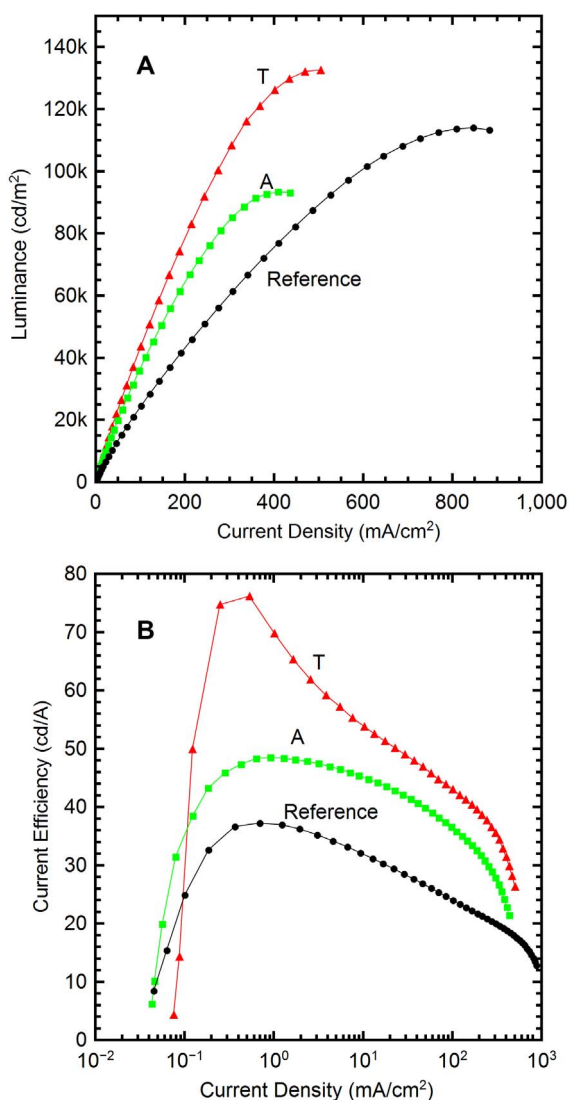 140k
120k
100k
80k
60k
40k
20k
0
0
200
400
600
800
1,000
A
T
A
Reference
Luminance (cd/m²)
Current Density (mA/cm²)
80
70
60
50
40
30
20
10
0
10⁻²
10⁻¹
10⁰
10¹
10²
10³
B
T
A
Reference
Current Efficiency (cd/A)
Current Density (mA/cm²)